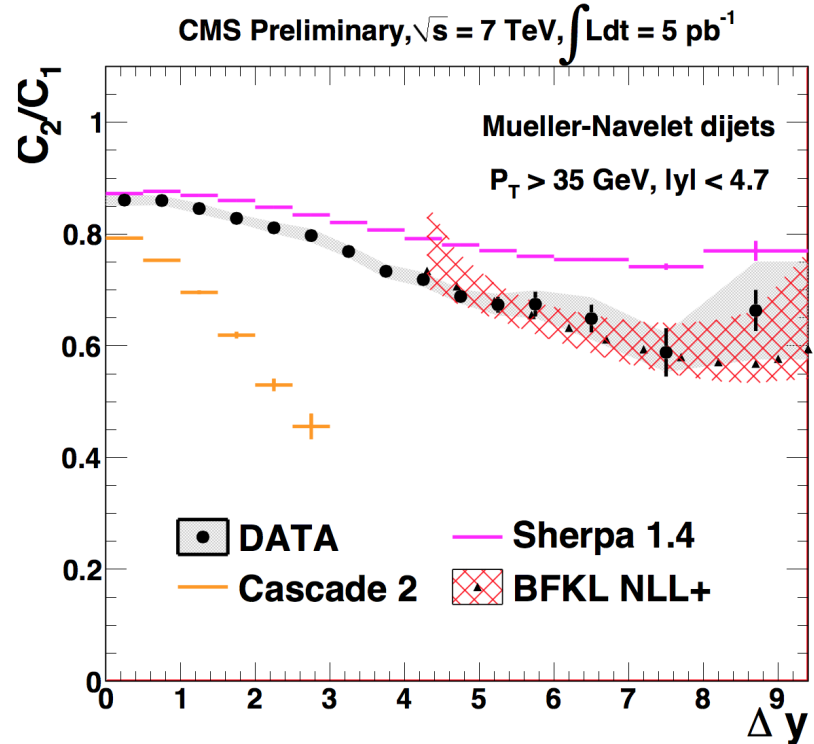 CMS Preliminary,√s = 7 TeV,∫Ldt = 5 pb⁻¹
C₂/C₁
Mueller-Navelet dijets
P_T > 35 GeV, |y| < 4.7
1
0.8
0.6
0.4
0.2
0
DATA
Sherpa 1.4
Cascade 2
BFKL NLL+
0 1 2 3 4 5 6 7 8 9
Δ y